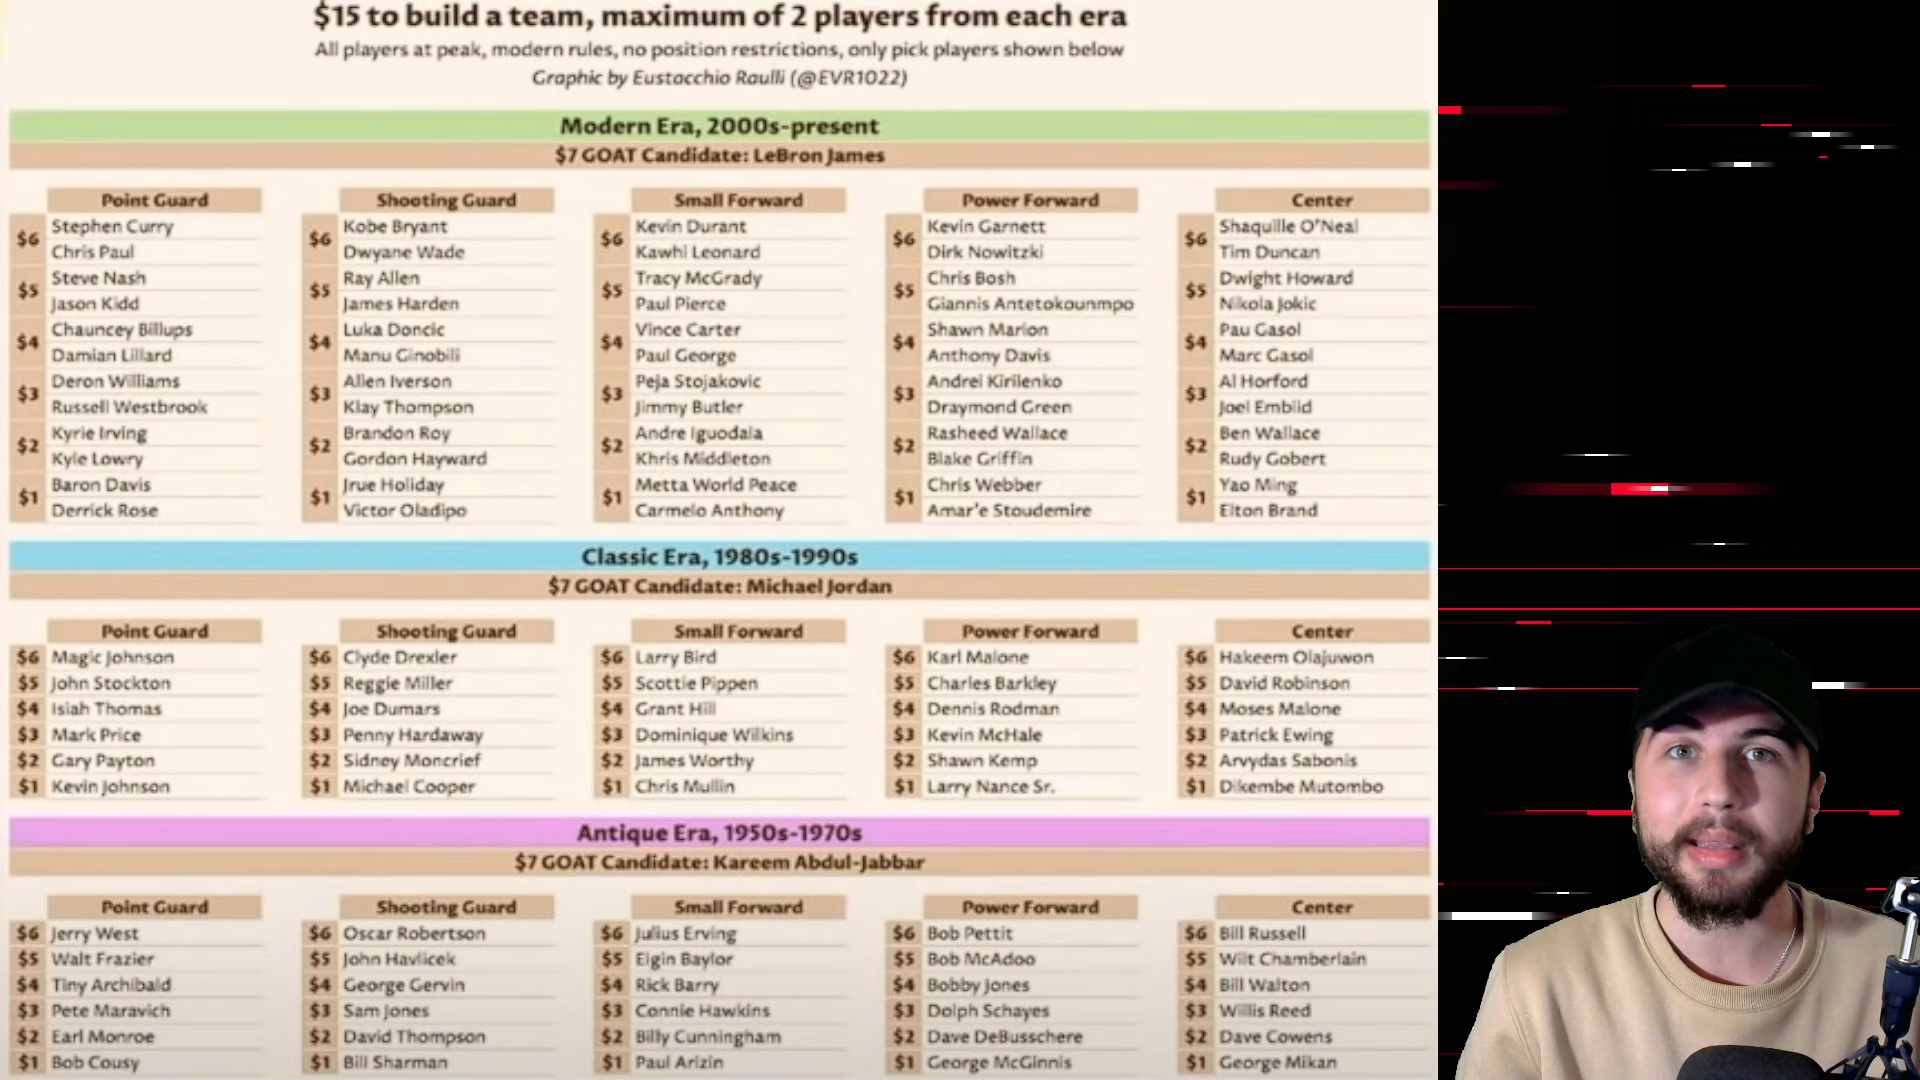 $15 to build a team, maximum of 2 players from each era
All players at peak, modern rules, no position restrictions, only pick players shown below
Graphic by Eustacchio Raulli (@EVR1022)
Modern Era, 2000s-present
$7 GOAT Candidate: LeBron James
Point Guard Shooting Guard Small Forward Power Forward Center
$6 Stephen Curry $6 Kobe Bryant $6 Kevin Durant $6 Kevin Garnett $6 Shaquille O'Neal
Chris Paul Dwyane Wade Kawhi Leonard Dirk Nowitzki Tim Duncan
$5 Steve Nash $5 Ray Allen $5 Tracy McGrady $5 Chris Bosh $5 Dwight Howard
Jason Kidd James Harden Paul Pierce Giannis Antetokounmpo Nikola Jokic
$4 Chauncey Billups $4 Luka Doncic $4 Vince Carter $4 Shawn Marion $4 Pau Gasol
Damian Lillard Manu Ginobili Paul George Anthony Davis Marc Gasol
$3 Deron Williams $3 Allen Iverson $3 Peja Stojakovic $3 Andrei Kirilenko $3 Al Horford
Russell Westbrook Klay Thompson Jimmy Butler Draymond Green Joel Embiid
$2 Kyrie Irving $2 Brandon Roy $2 Andre Iguodala $2 Rasheed Wallace $2 Ben Wallace
Kyle Lowry Gordon Hayward Khris Middleton Blake Griffin Rudy Gobert
$1 Baron Davis $1 Jrue Holiday $1 Metta World Peace $1 Chris Webber $1 Yao Ming
Derrick Rose Victor Oladipo Carmelo Anthony Amar'e Stoudemire Elton Brand
Classic Era, 1980s-1990s
$7 GOAT Candidate: Michael Jordan
Point Guard Shooting Guard Small Forward Power Forward Center
$6 Magic Johnson $6 Clyde Drexler $6 Larry Bird $6 Karl Malone $6 Hakeem Olajuwon
$5 John Stockton $5 Reggie Miller $5 Scottie Pippen $5 Charles Barkley $5 David Robinson
$4 Isiah Thomas $4 Joe Dumars $4 Grant Hill $4 Dennis Rodman $4 Moses Malone
$3 Mark Price $3 Penny Hardaway $3 Dominique Wilkins $3 Kevin McHale $3 Patrick Ewing
$2 Gary Payton $2 Sidney Moncrief $2 James Worthy $2 Shawn Kemp $2 Arvydas Sabonis
$1 Kevin Johnson $1 Michael Cooper $1 Chris Mullin $1 Larry Nance Sr. $1 Dikembe Mutombo
Antique Era, 1950s-1970s
$7 GOAT Candidate: Kareem Abdul-Jabbar
Point Guard Shooting Guard Small Forward Power Forward Center
$6 Jerry West $6 Oscar Robertson $6 Julius Erving $6 Bob Pettit $6 Bill Russell
$5 Walt Frazier $5 John Havlicek $5 Elgin Baylor $5 Bob McAdoo $5 Wilt Chamberlain
$4 Tiny Archibald $4 George Gervin $4 Rick Barry $4 Bobby Jones $4 Bill Walton
$3 Pete Maravich $3 Sam Jones $3 Connie Hawkins $3 Dolph Schayes $3 Willis Reed
$2 Earl Monroe $2 David Thompson $2 Billy Cunningham $2 Dave DeBusschere $2 Dave Cowens
$1 Bob Cousy $1 Bill Sharman $1 Paul Arizin $1 George McGinnis $1 George Mikan